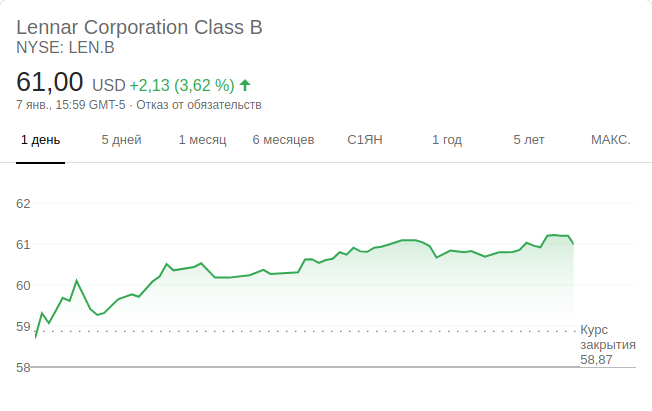 Lennar Corporation Class B
NYSE: LEN.B
61,00 USD +2,13 (3,62 %)
7 янв., 15:59 GMT-5 · Отказ от обязательств
1 день 5 дней 1 месяц 6 месяцев С1ЯН 1 год 5 лет МАКС.
62
61
60
59
58
Курс
закрытия
58,87